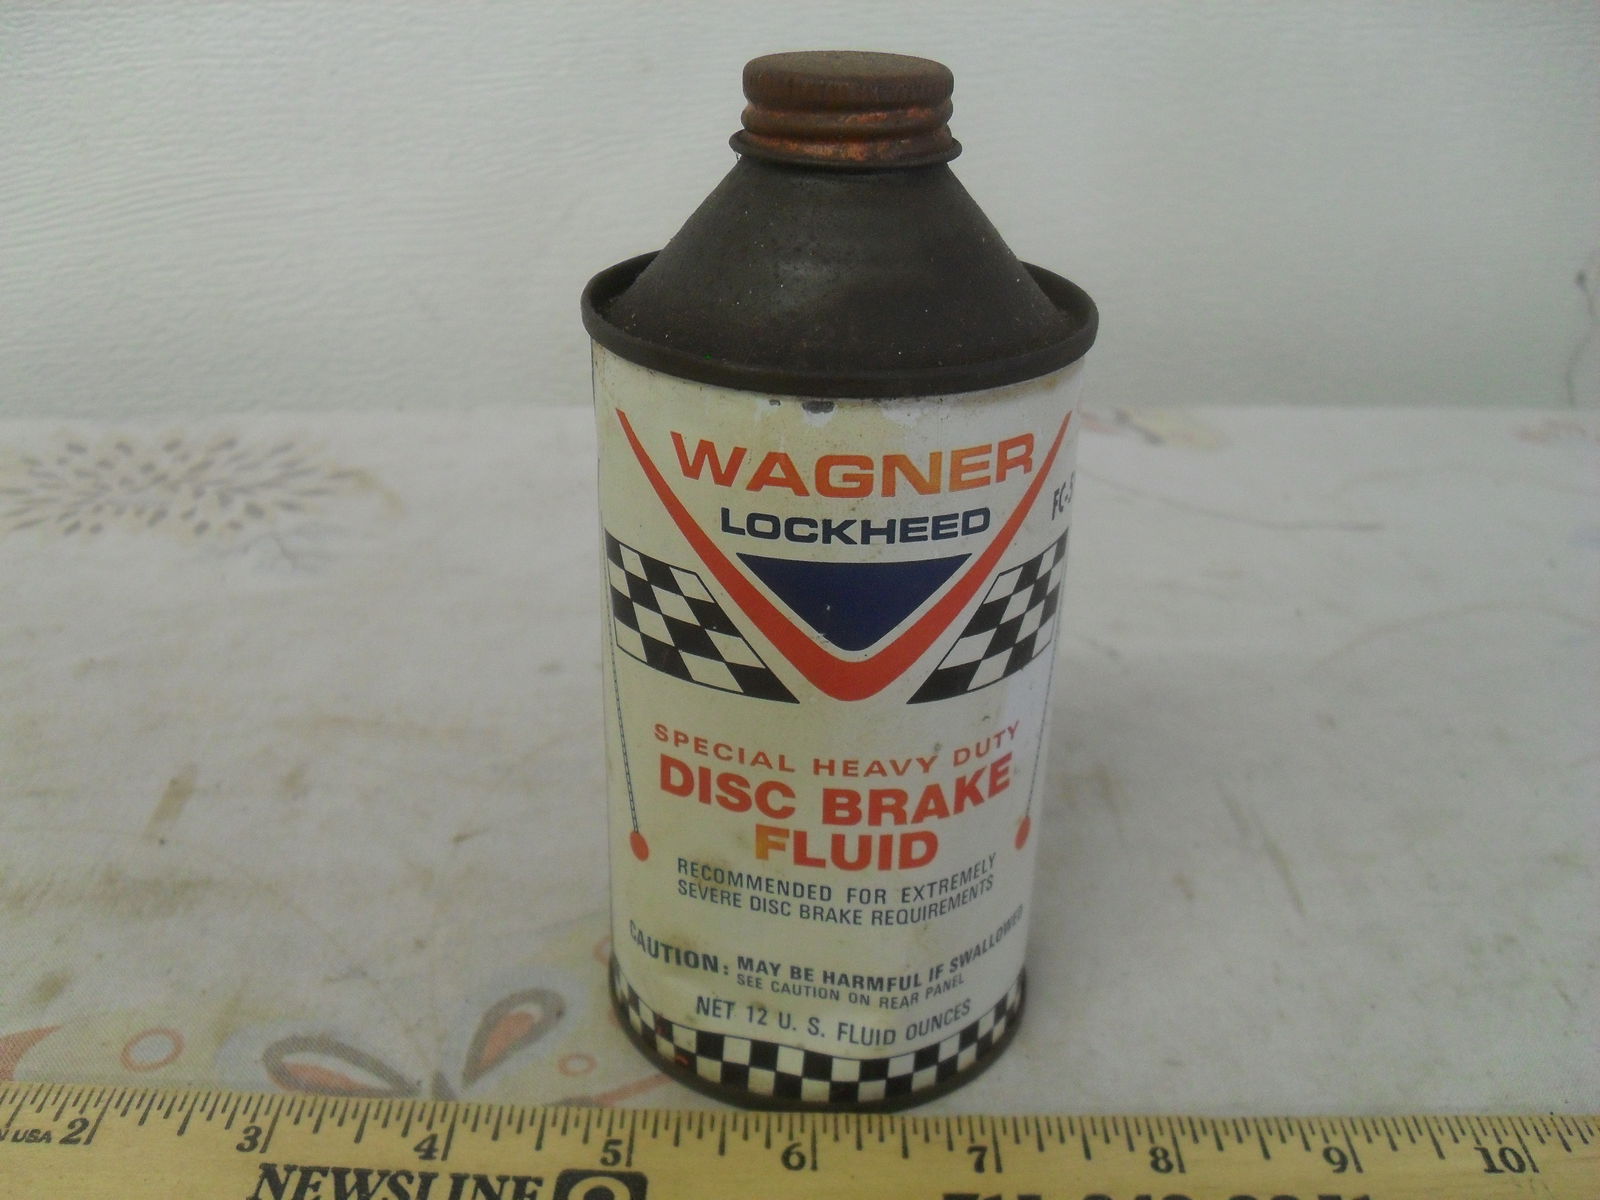 WAGNER
LOCKHEED
SPECIAL HEAVY DUTY
DISC BRAKE
FLUID
RECOMMENDED FOR EXTREMELY
SEVERE DISC BRAKE REQUIREMENTS
CAUTION: MAY BE HARMFUL IF SWALLOWED
SEE CAUTION ON REAR PANEL
NET 12 U. S. FLUID OUNCES
USA 2 3 4 5 6 7 8 9 10
NEWSLINE